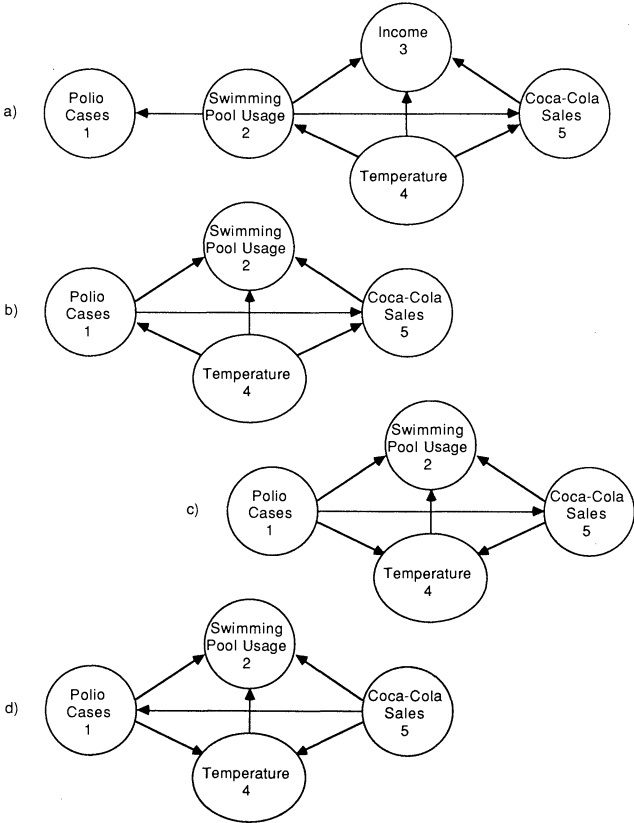 a)
Polio
Cases
1
Swimming
Pool Usage
2
Income
3
Temperature
4
Coca-Cola
Sales
5
b)
Polio
Cases
1
Swimming
Pool Usage
2
Temperature
4
Coca-Cola
Sales
5
c)
Polio
Cases
1
Swimming
Pool Usage
2
Temperature
4
Coca-Cola
Sales
5
d)
Polio
Cases
1
Swimming
Pool Usage
2
Temperature
4
Coca-Cola
Sales
5